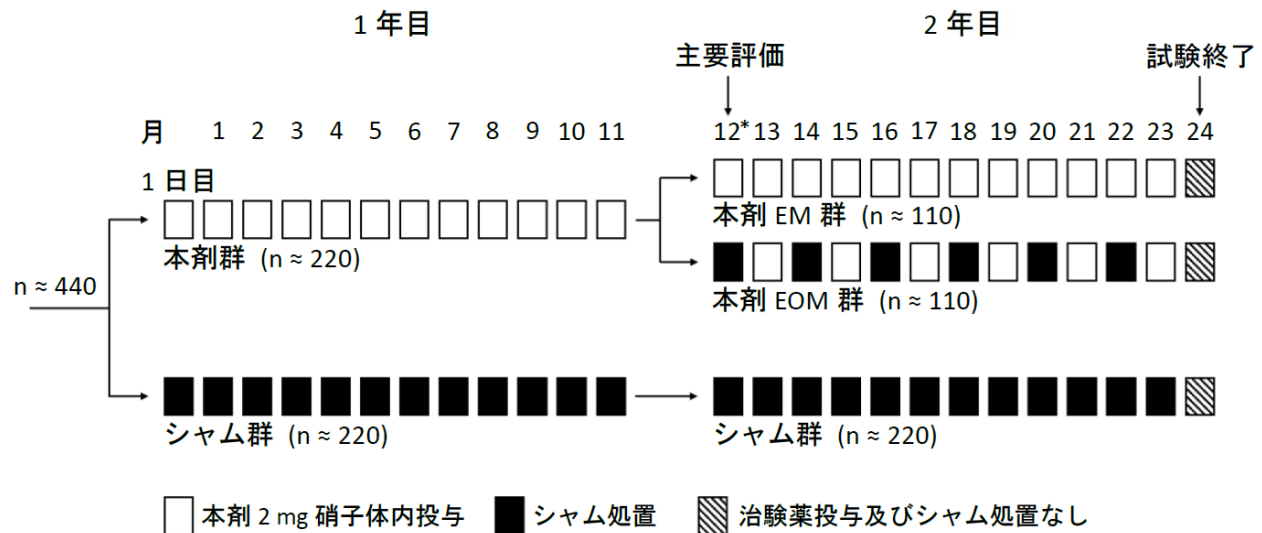 1 年目
2 年目
主要評価
試験終了
月 1 2 3 4 5 6 7 8 9 10 11
12* 13 14 15 16 17 18 19 20 21 22 23 24
1 日目
本剤群 (n ≈ 220)
本剤 EM 群 (n ≈ 110)
n ≈ 440
本剤 EOM 群 (n ≈ 110)
シャム群 (n ≈ 220)
シャム群 (n ≈ 220)
本剤 2 mg 硝子体内投与
シャム処置
治験薬投与及びシャム処置なし